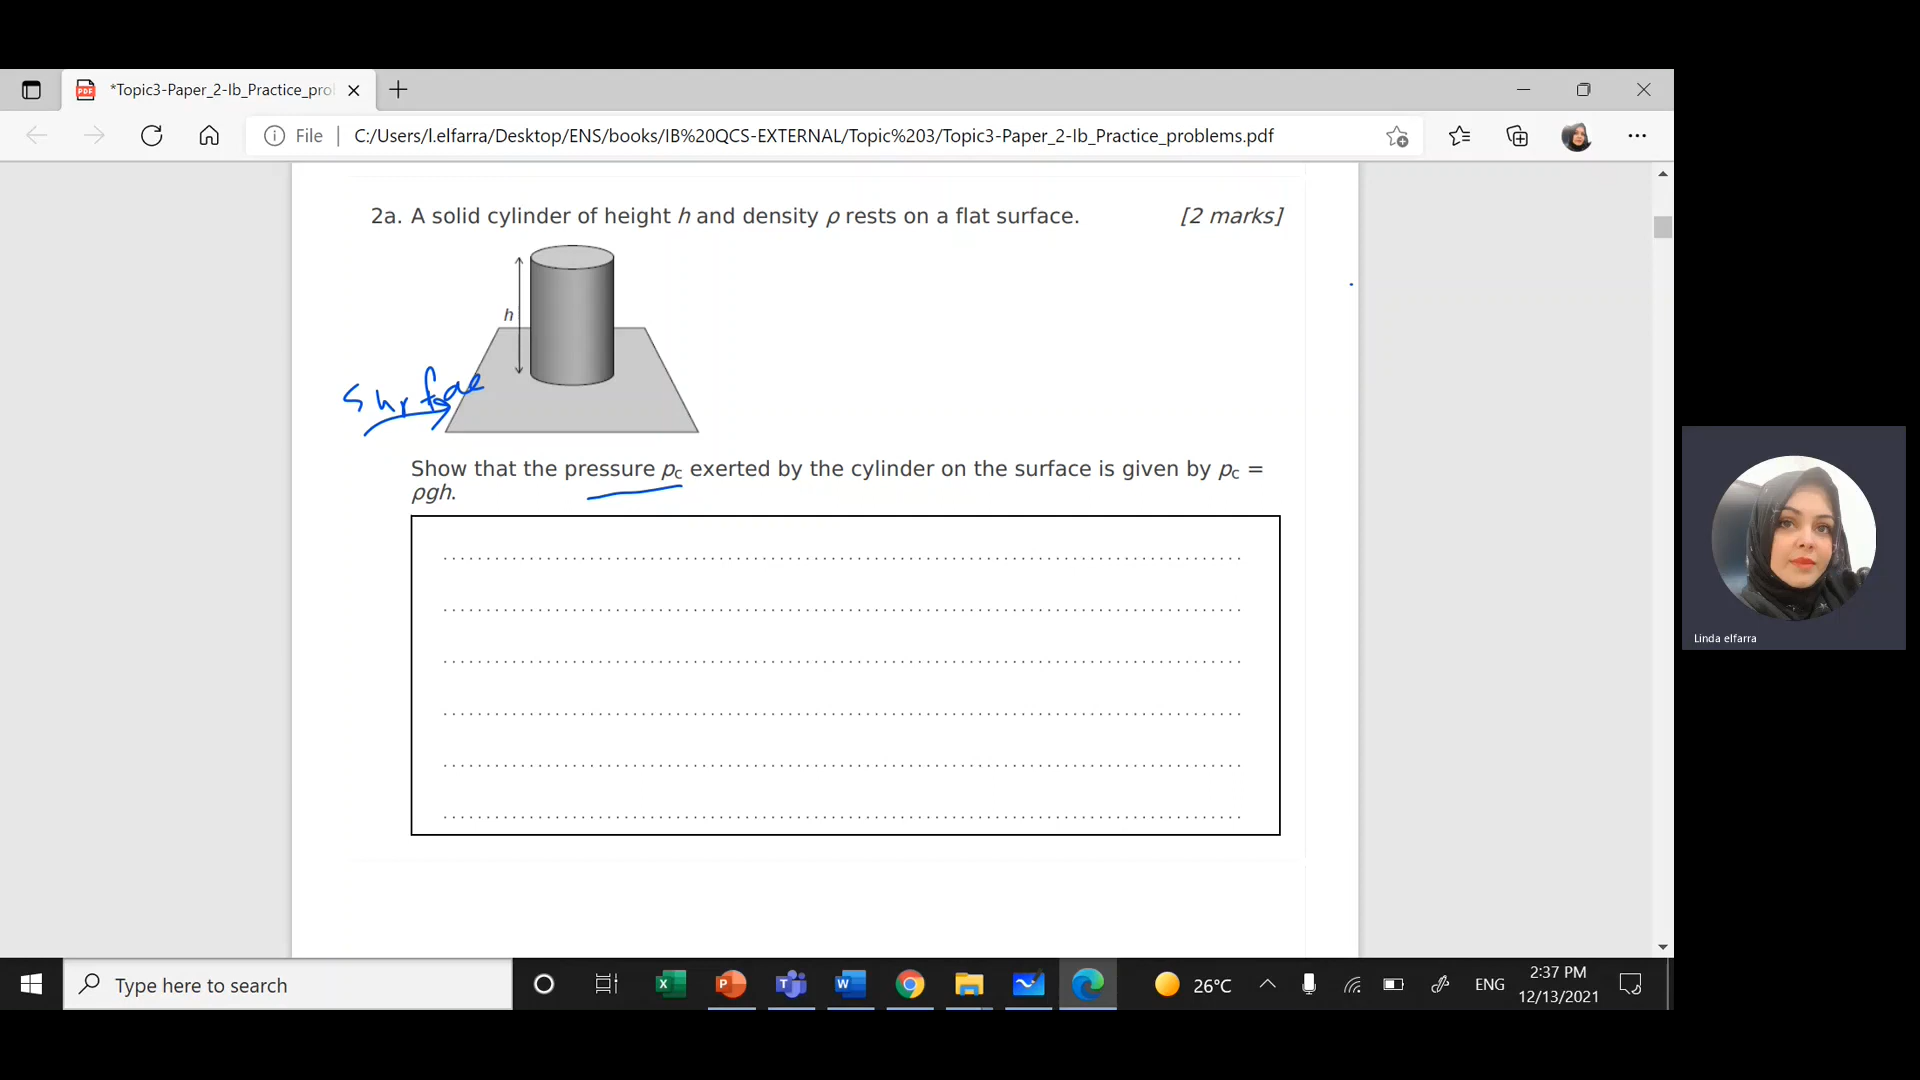 *Topic3-Paper_2-Ib_Practice_pro
File
C:/Users/l.elfarra/Desktop/ENS/books/IB%20QCS-EXTERNAL/Topic%203/Topic3-Paper_2-Ib_Practice_problems.pdf
2a. A solid cylinder of height h and density ρ rests on a flat surface. [2 marks]
h
Surface
Show that the pressure pc exerted by the cylinder on the surface is given by pc =
ρgh.
Linda elfarra
Type here to search
26°C
ENG
2:37 PM
12/13/2021